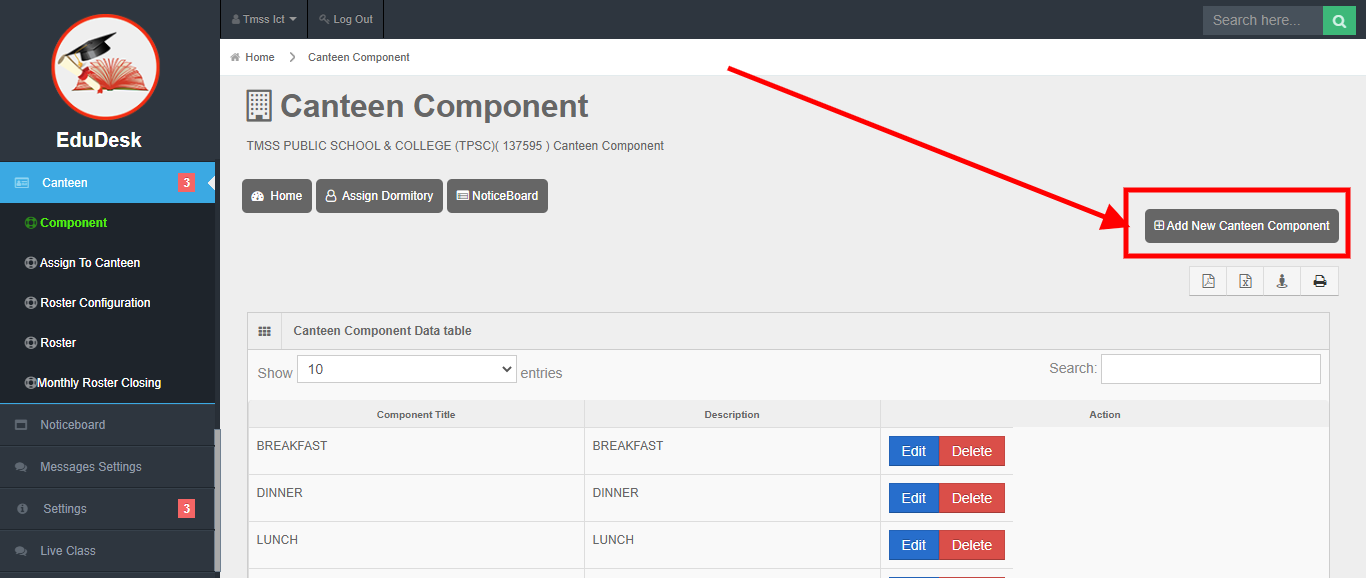 Tmss Ict
Log Out
Search here...
EduDesk
Home
Canteen Component
Canteen Component
TMSS PUBLIC SCHOOL & COLLEGE (TPSC)( 137595 ) Canteen Component
Home
Assign Dormitory
NoticeBoard
Add New Canteen Component
Canteen 3
Component
Assign To Canteen
Roster Configuration
Roster
Monthly Roster Closing
Noticeboard
Messages Settings
Settings 3
Live Class
Canteen Component Data table
Show 10 entries
Search:
Component Title Description Action
BREAKFAST BREAKFAST Edit Delete
DINNER DINNER Edit Delete
LUNCH LUNCH Edit Delete